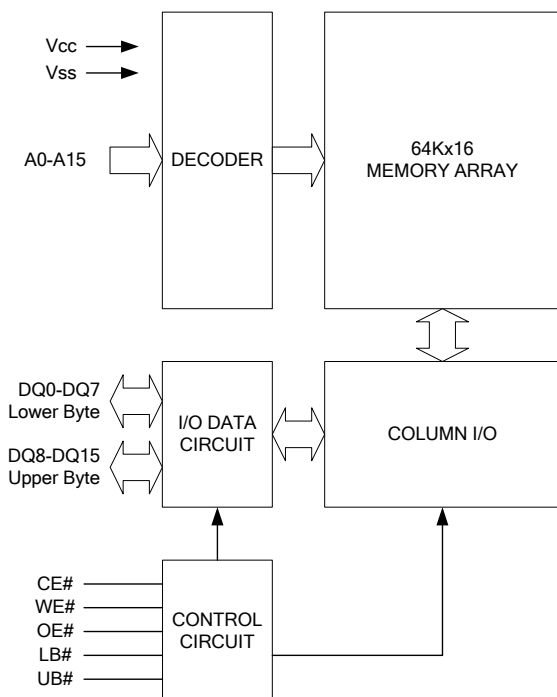 Vcc
Vss
A0-A15
DECODER
64Kx16
MEMORY ARRAY
DQ0-DQ7
Lower Byte
DQ8-DQ15
Upper Byte
I/O DATA
CIRCUIT
COLUMN I/O
CE#
WE#
OE#
LB#
UB#
CONTROL
CIRCUIT